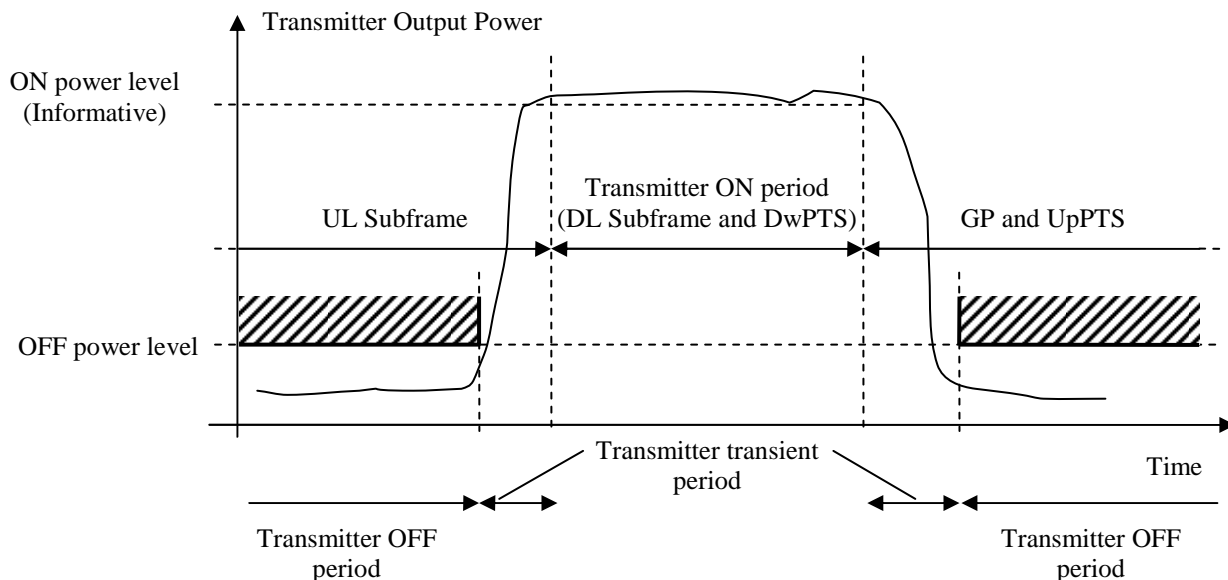 Transmitter Output Power
ON power level
(Informative)
Transmitter ON period
(DL Subframe and DwPTS)
UL Subframe
GP and UpPTS
OFF power level
Transmitter transient
period
Time
Transmitter OFF
period
Transmitter OFF
period